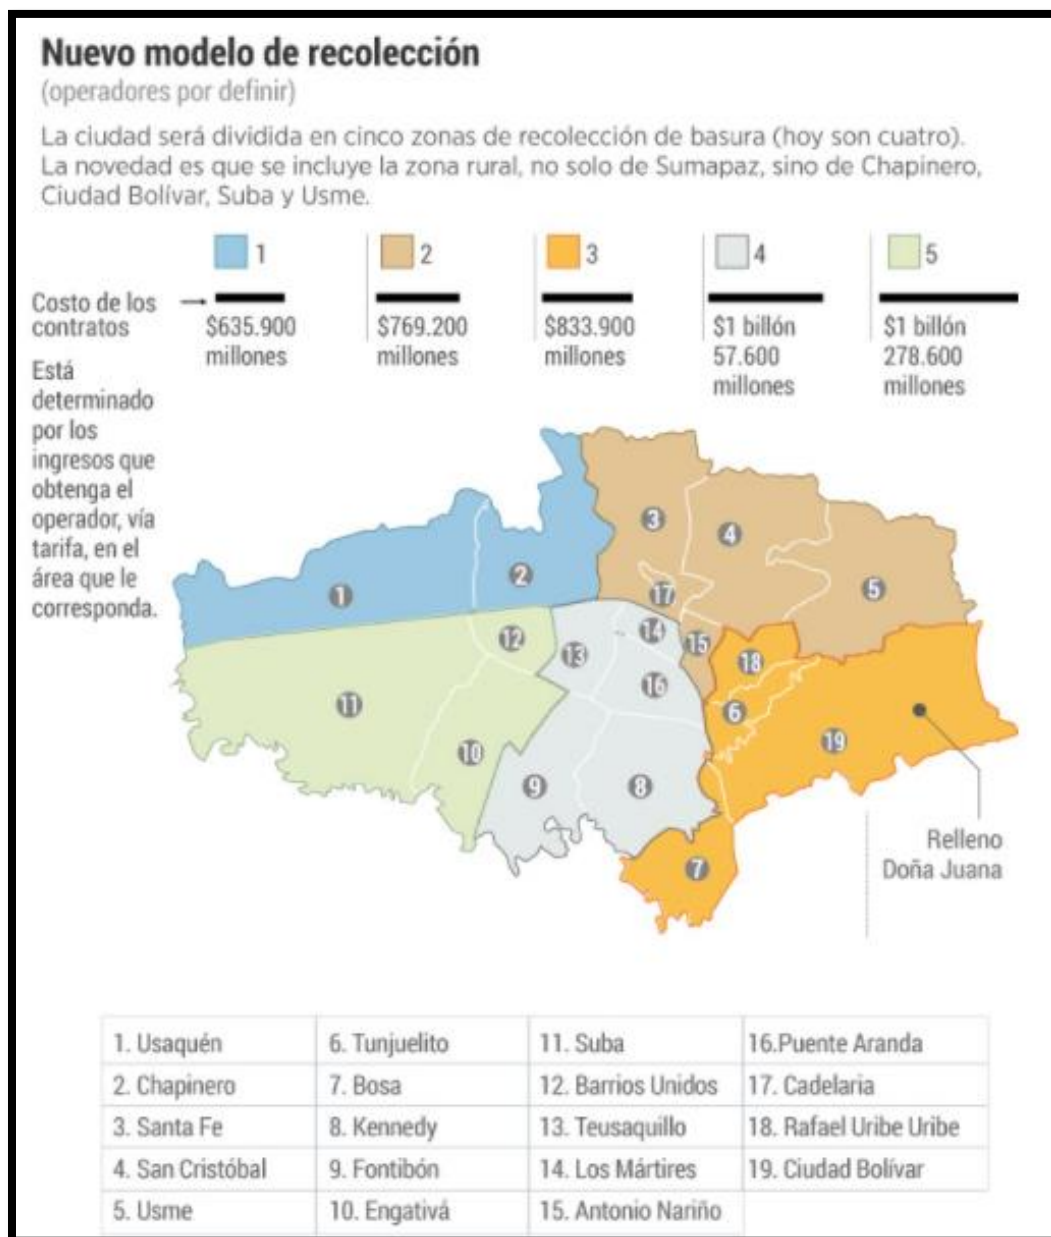 Nuevo modelo de recolección
(operadores por definir)
La ciudad será dividida en cinco zonas de recolección de basura (hoy son cuatro).
La novedad es que se incluye la zona rural, no solo de Sumapaz, sino de Chapinero,
Ciudad Bolívar, Suba y Usme.
1 2 3 4 5
Costo de los
contratos
$635.900
millones
$769.200
millones
$833.900
millones
$1 billón
57.600
millones
$1 billón
278.600
millones
Está
determinado
por los
ingresos que
obtenga el
operador, vía
tarifa, en el
área que le
corresponda.
3
4
2
5
1
17
12
14
15
13
18
16
11
6
10
19
9
8
7
Relleno
Doña Juana
1. Usaquén 6. Tunjuelito 11. Suba 16.Puente Aranda
2. Chapinero 7. Bosa 12. Barrios Unidos 17. Cadelaria
3. Santa Fe 8. Kennedy 13. Teusaquillo 18. Rafael Uribe Uribe
4. San Cristóbal 9. Fontibón 14. Los Mártires 19. Ciudad Bolívar
5. Usme 10. Engativá 15. Antonio Nariño